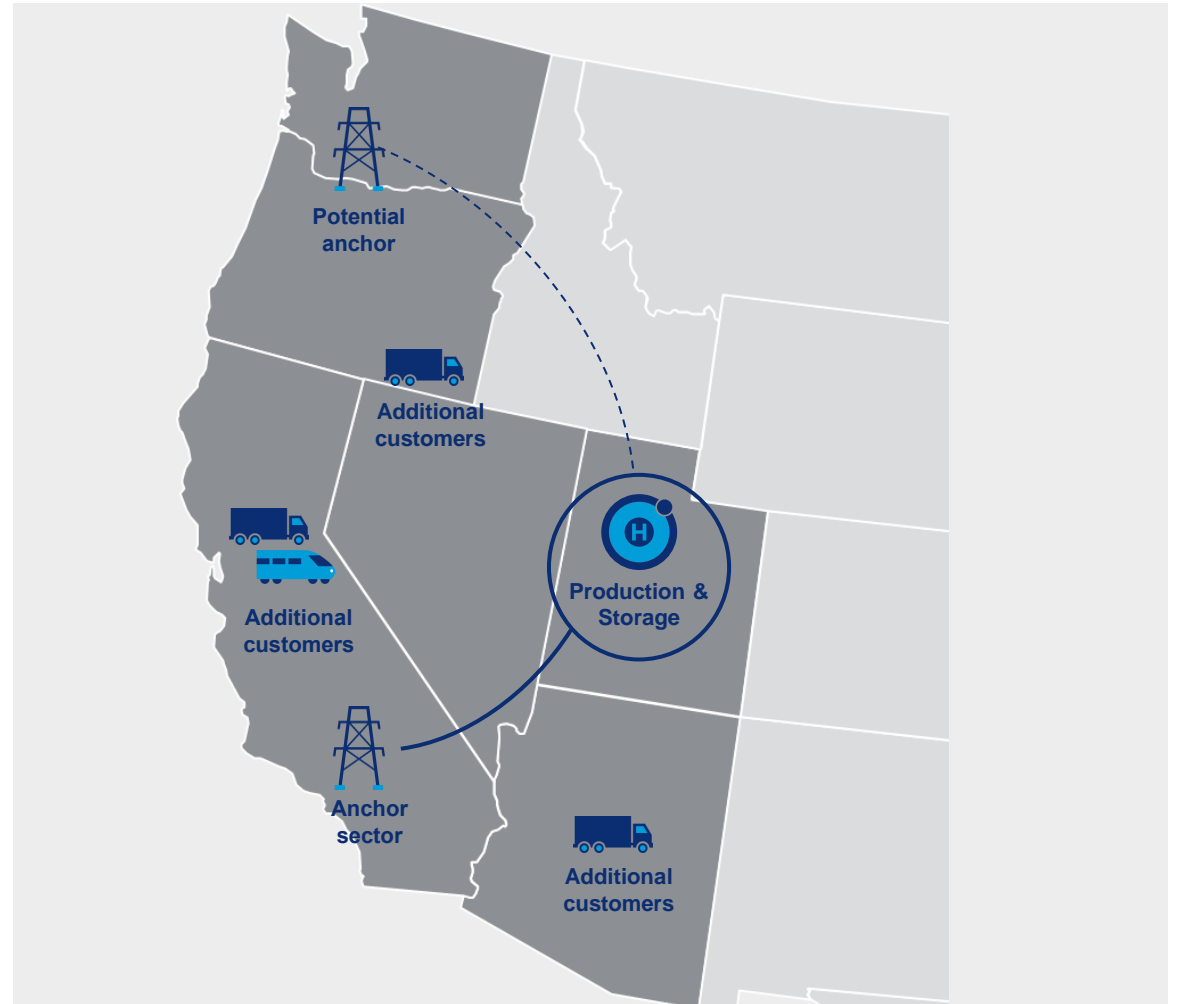 Potential
anchor
Additional
customers
H
Production &
Storage
Additional
customers
Anchor
sector
Additional
customers